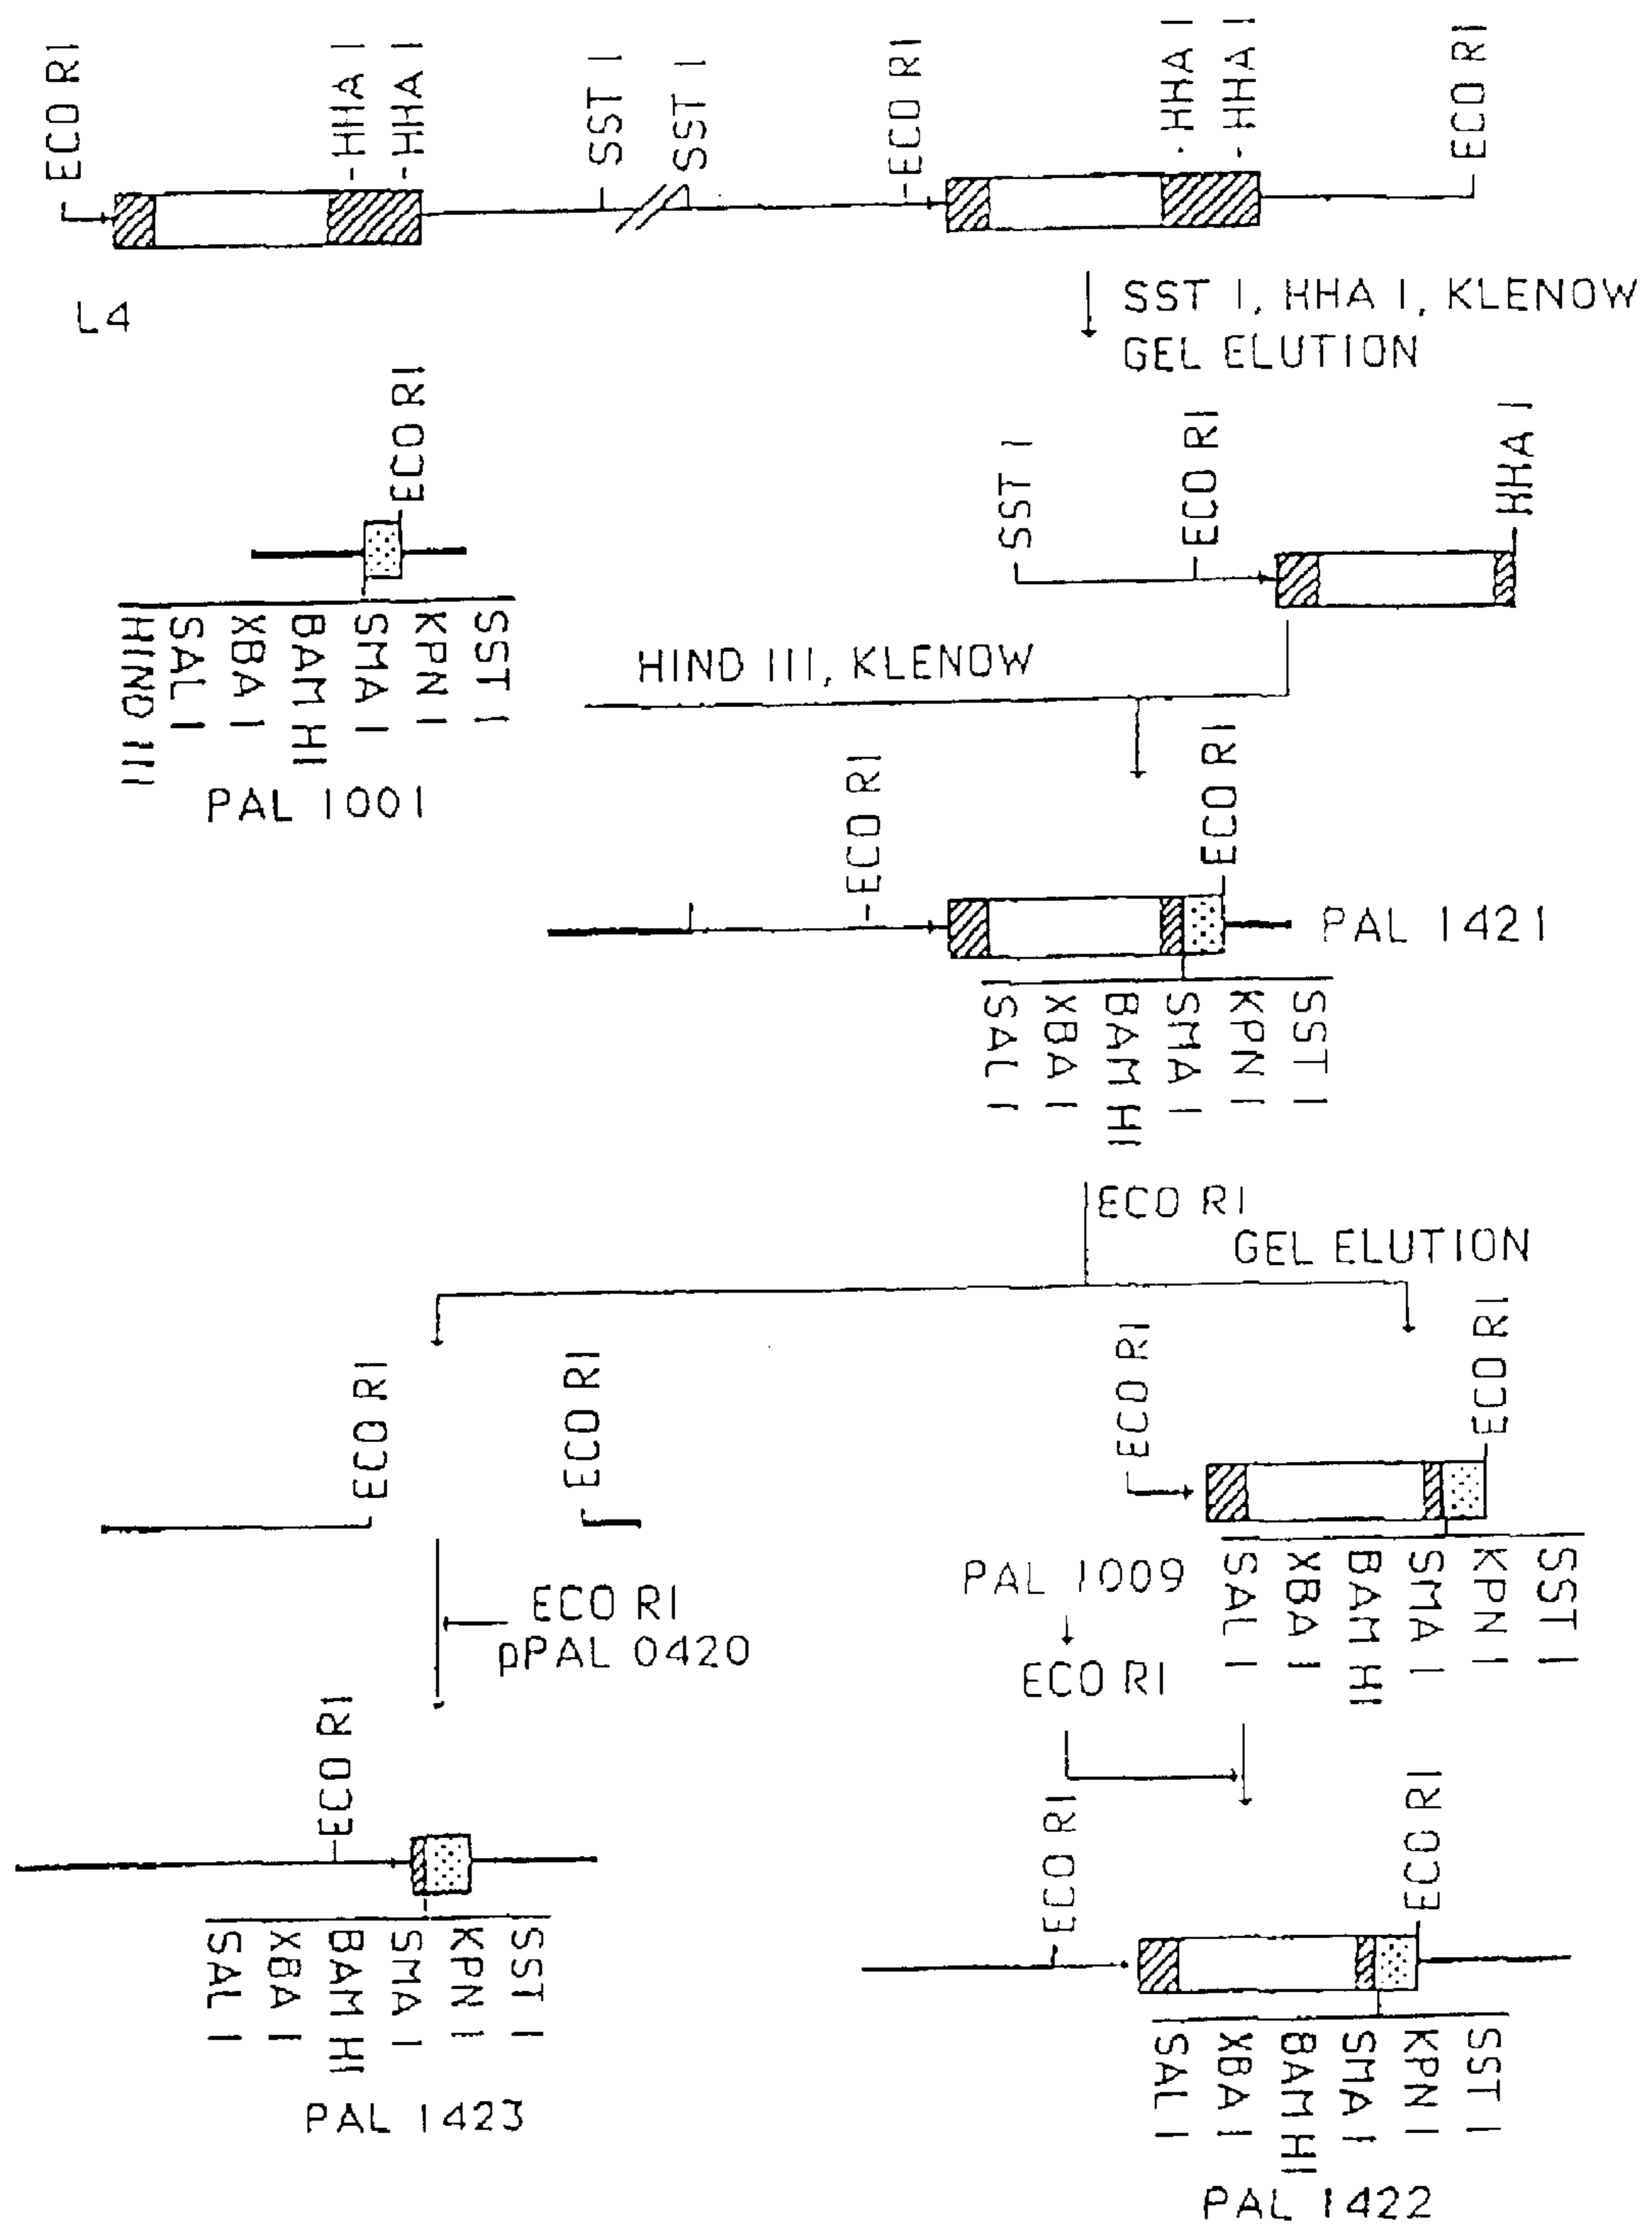 ECO RI
HHA I
HHA I
SST I
SST I
ECO RI
HHA I
HHA I
ECO RI
L4
SST I, HHA I, KLENOW
GEL ELUTION
ECO RI
SST I
ECO RI
HHA I
HIND III
SAL I
XBA I
BAM HI
SMA I
KPN I
SST I
PAL 1001
HIND III, KLENOW
ECO RI
ECO RI
PAL 1421
SAL I
XBA I
BAM HI
SMA I
KPN I
SST I
ECO RI
GEL ELUTION
ECO RI
ECO RI
ECO RI
ECO RI
SAL I
XBA I
BAM HI
SMA I
KPN I
SST I
PAL 1009
ECO RI
ECO RI
pPAL 0420
ECO RI
SAL I
XBA I
BAM HI
SMA I
KPN I
SST I
PAL 1423
ECO RI
ECO RI
SAL I
XBA I
BAM HI
SMA I
KPN I
SST I
PAL 1422